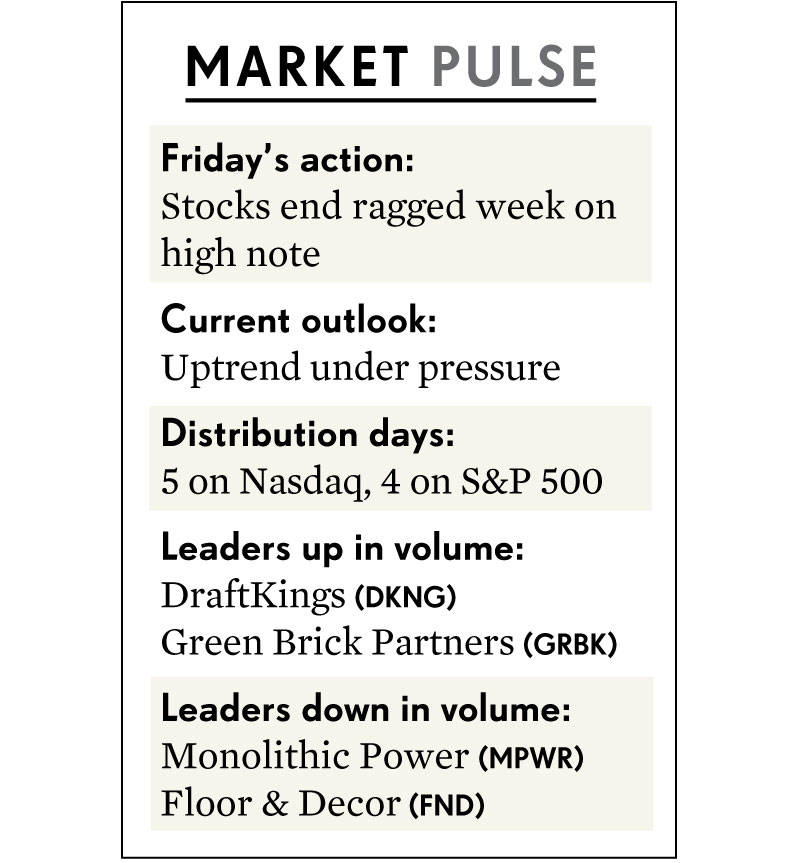 MARKET PULSE
Friday’s action:
Stocks end ragged week on
high note
Current outlook:
Uptrend under pressure
Distribution days:
5 on Nasdaq, 4 on S&P 500
Leaders up in volume:
DraftKings (DKNG)
Green Brick Partners (GRBK)
Leaders down in volume:
Monolithic Power (MPWR)
Floor & Decor (FND)